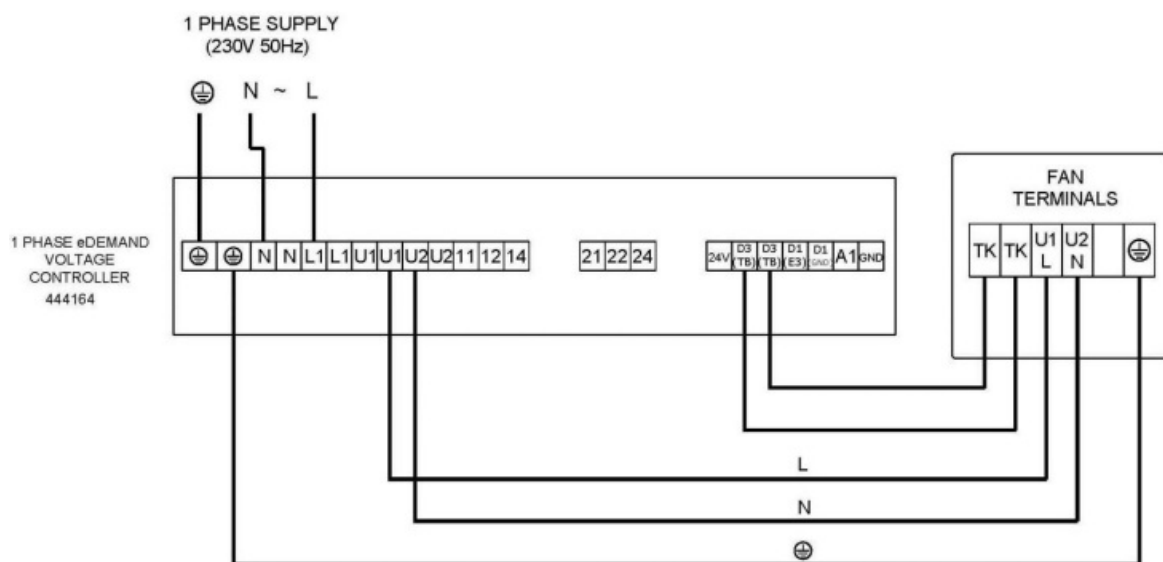 1 PHASE SUPPLY
(230V 50Hz)
N ~ L
1 PHASE eDEMAND
VOLTAGE
CONTROLLER
444164
N N L1 L1 U1 U1 U2 U2 11 12 14
21 22 24
24V D3 (TB) D3 (TB) D1 (E3) D1 (GND) A1 GND
FAN
TERMINALS
TK TK U1 L U2 N
L
N